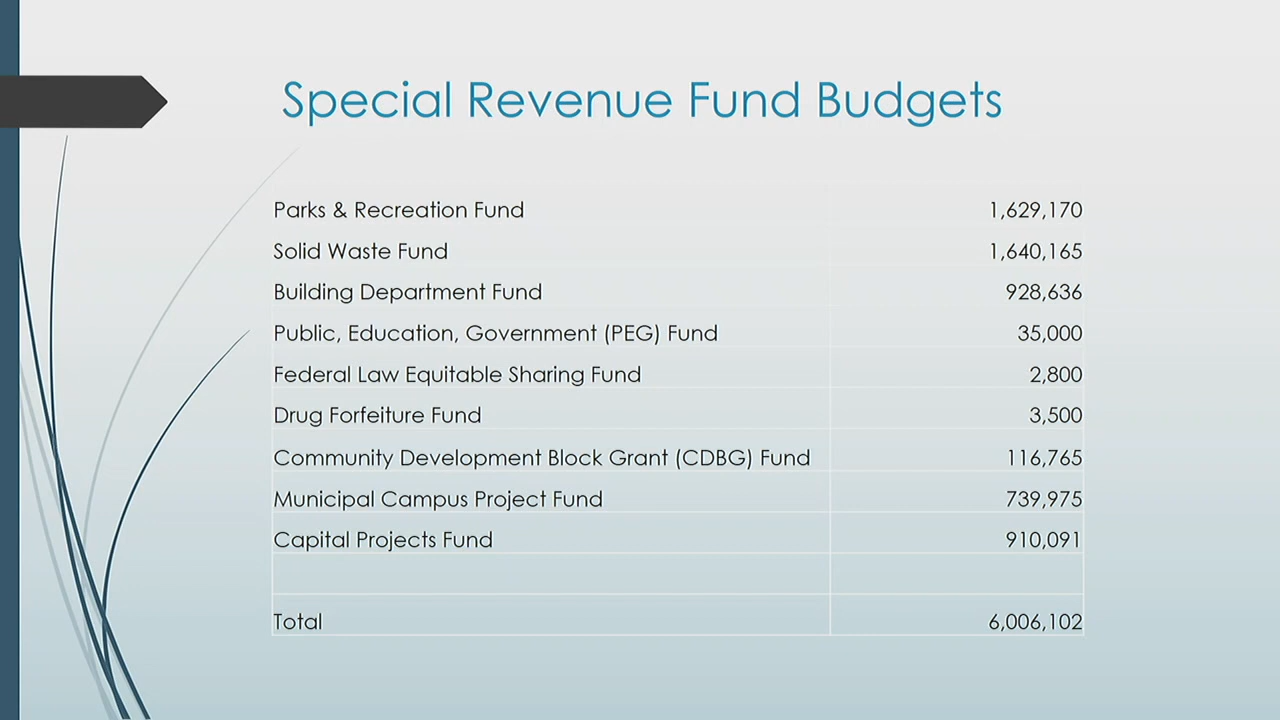 Special Revenue Fund Budgets
Parks & Recreation Fund 1,629,170
Solid Waste Fund 1,640,165
Building Department Fund 928,636
Public, Education, Government (PEG) Fund 35,000
Federal Law Equitable Sharing Fund 2,800
Drug Forfeiture Fund 3,500
Community Development Block Grant (CDBG) Fund 116,765
Municipal Campus Project Fund 739,975
Capital Projects Fund 910,091
Total 6,006,102